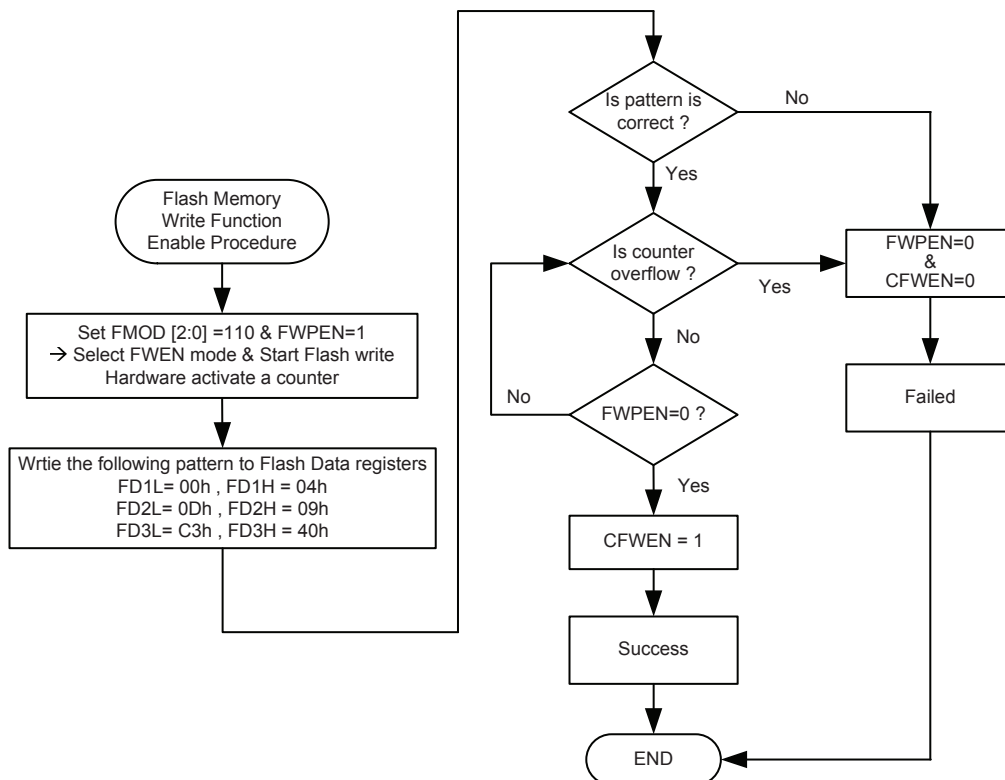 Flash Memory
Write Function
Enable Procedure
Set FMOD [2:0] =110 & FWPEN=1
→ Select FWEN mode & Start Flash write
Hardware activate a counter
Wrtie the following pattern to Flash Data registers
FD1L= 00h , FD1H = 04h
FD2L= 0Dh , FD2H = 09h
FD3L= C3h , FD3H = 40h
Is pattern is
correct ?
No
Yes
Is counter
overflow ?
Yes
No
FWPEN=0 ?
No
Yes
CFWEN = 1
Success
FWPEN=0
&
CFWEN=0
Failed
END